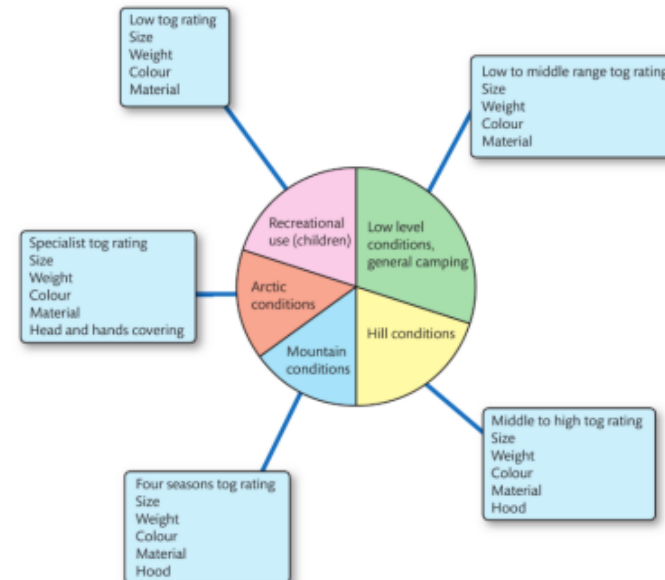 Low tog rating
Size
Weight
Colour
Material
Low to middle range tog rating
Size
Weight
Colour
Material
Recreational
use (children)
Low level
conditions,
general camping
Specialist tog rating
Size
Weight
Colour
Material
Head and hands covering
Arctic
conditions
Hill conditions
Mountain
conditions
Middle to high tog rating
Size
Weight
Colour
Material
Hood
Four seasons tog rating
Size
Weight
Colour
Material
Hood